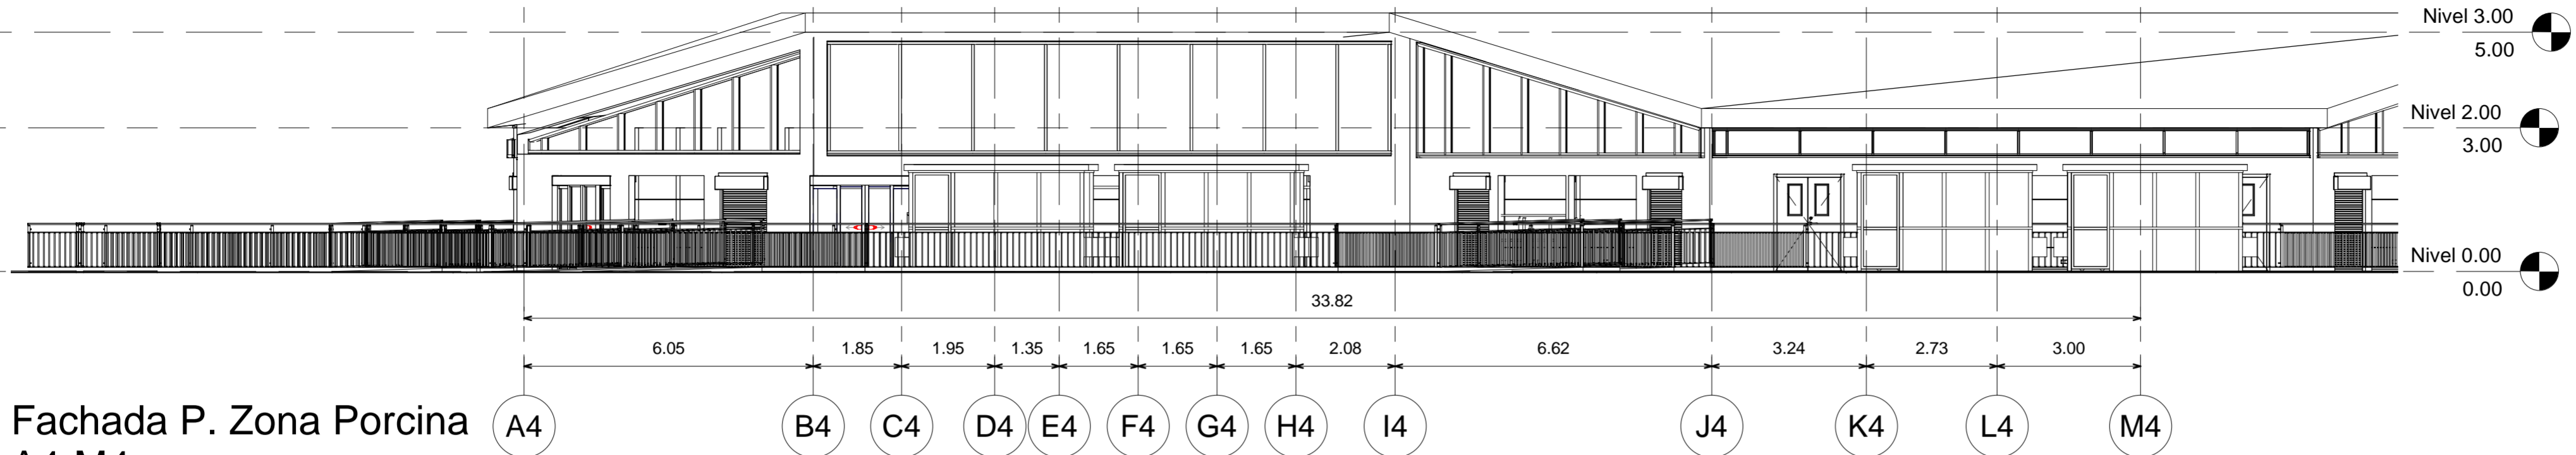 Nivel 3.00
5.00
Nivel 2.00
3.00
Nivel 0.00
0.00
33.82
6.05 1.85 1.95 1.35 1.65 1.65 1.65 2.08 6.62 3.24 2.73 3.00
Fachada P. Zona Porcina
A4 B4 C4 D4 E4 F4 G4 H4 I4 J4 K4 L4 M4